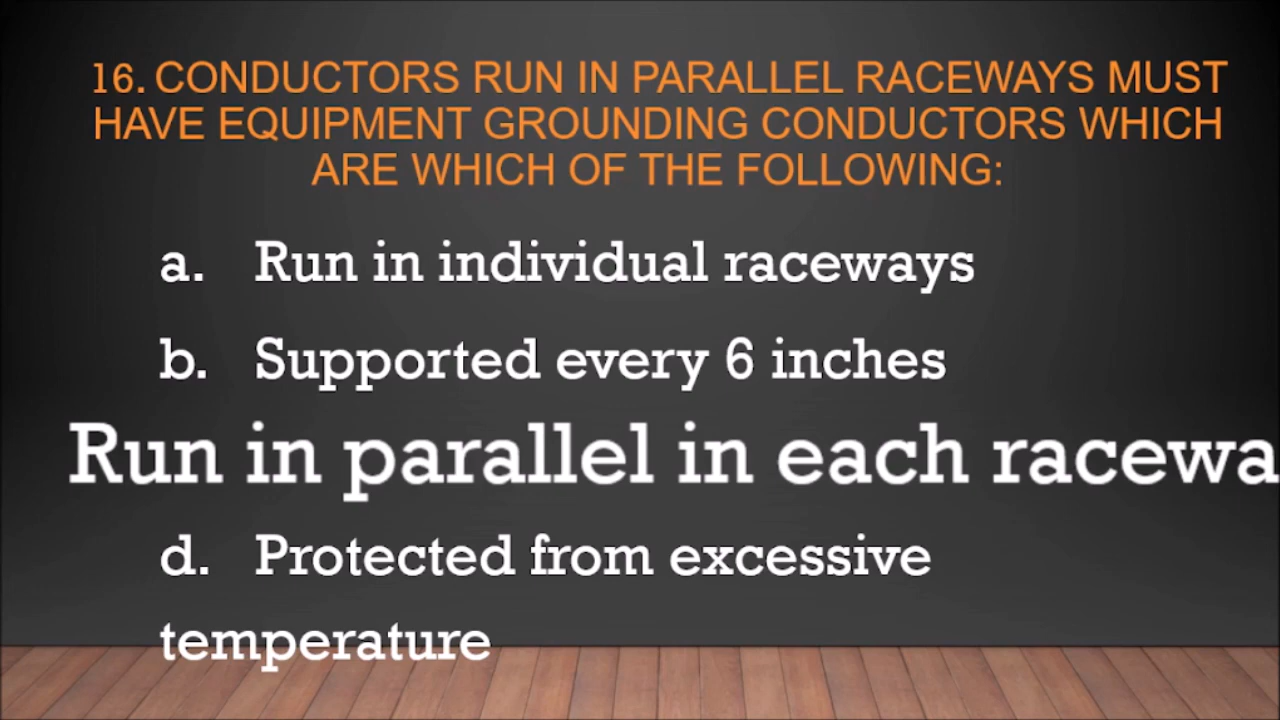 16. CONDUCTORS RUN IN PARALLEL RACEWAYS MUST
HAVE EQUIPMENT GROUNDING CONDUCTORS WHICH
ARE WHICH OF THE FOLLOWING:
a. Run in individual raceways
b. Supported every 6 inches
Run in parallel in each racewa
d. Protected from excessive
temperature